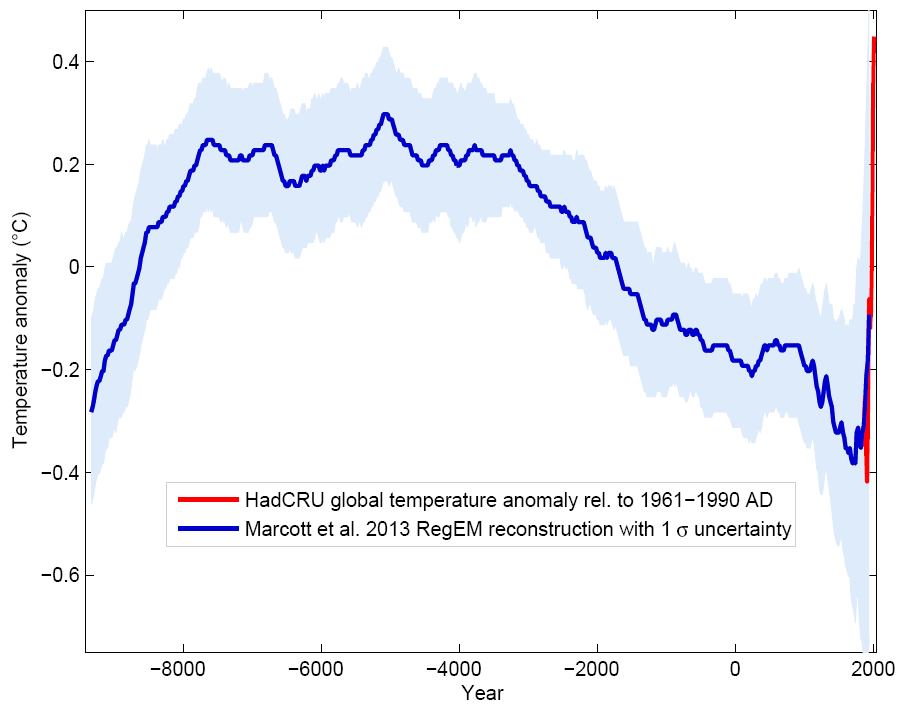 0.4
0.2
0
−0.2
−0.4
−0.6
Temperature anomaly (°C)
HadCRU global temperature anomaly rel. to 1961−1990 AD
Marcott et al. 2013 RegEM reconstruction with 1 σ uncertainty
−8000 −6000 −4000 −2000 0 2000
Year